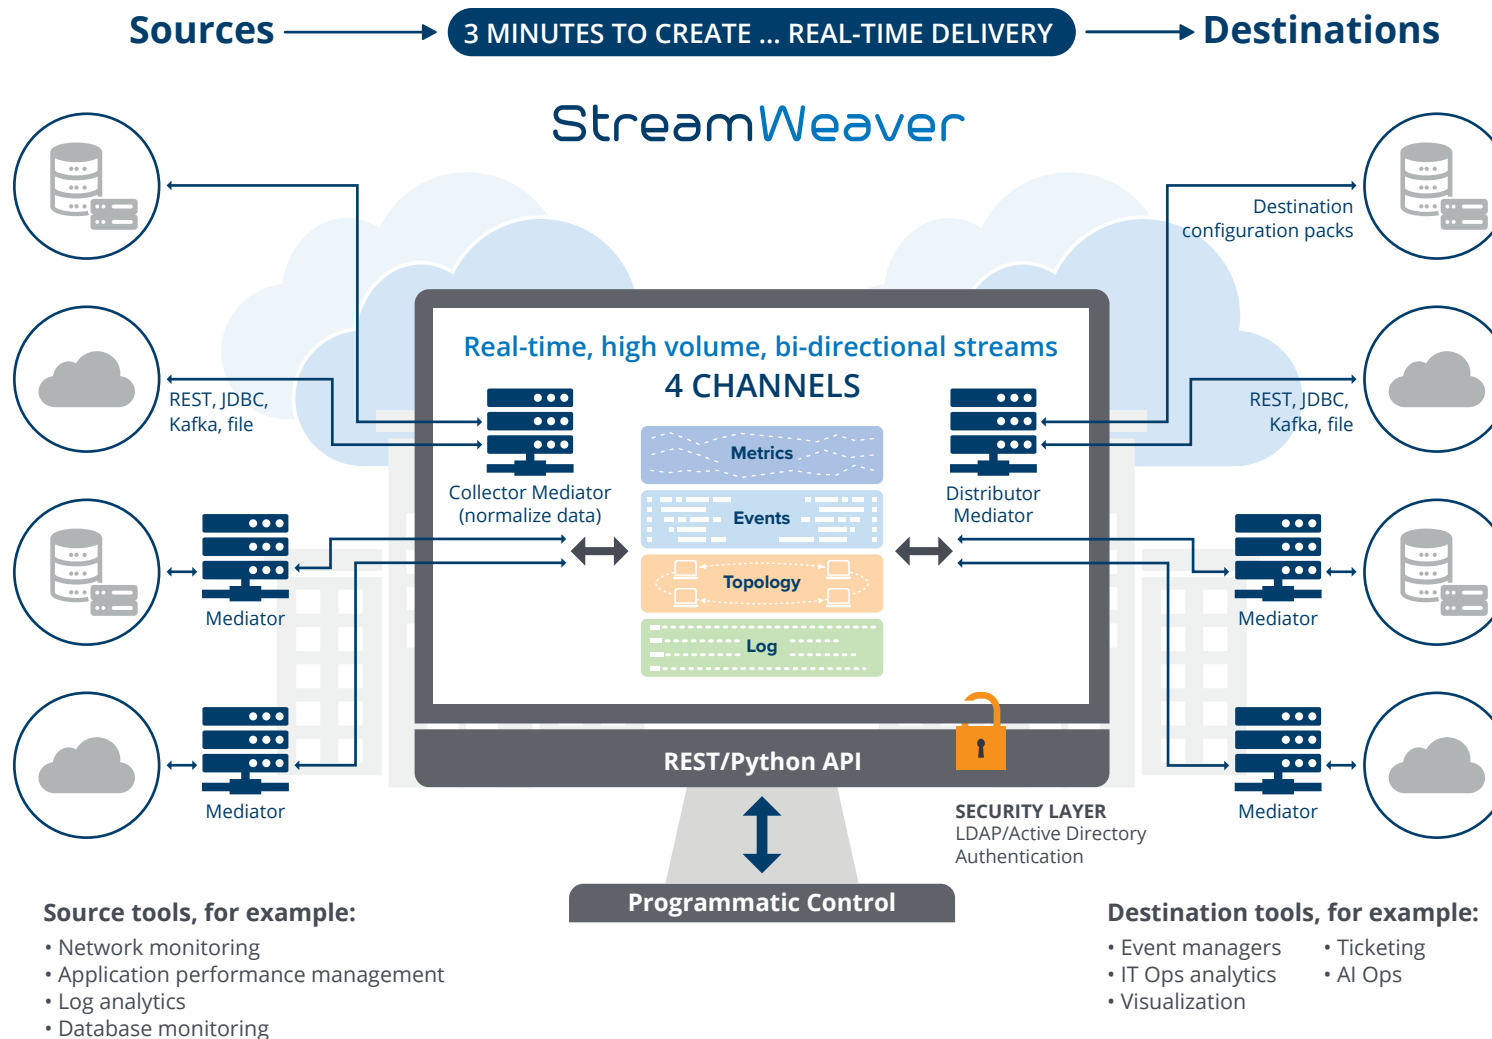 Sources
3 MINUTES TO CREATE ... REAL-TIME DELIVERY
Destinations
StreamWeaver
Destination
configuration packs
Real-time, high volume, bi-directional streams
4 CHANNELS
REST, JDBC,
Kafka, file
REST, JDBC,
Kafka, file
Collector Mediator
(normalize data)
Metrics
Events
Topology
Log
Distributor
Mediator
Mediator
Mediator
Mediator
Mediator
REST/Python API
SECURITY LAYER
LDAP/Active Directory
Authentication
Programmatic Control
Source tools, for example:
• Network monitoring
• Application performance management
• Log analytics
• Database monitoring
Destination tools, for example:
• Event managers
• IT Ops analytics
• Visualization
• Ticketing
• AI Ops